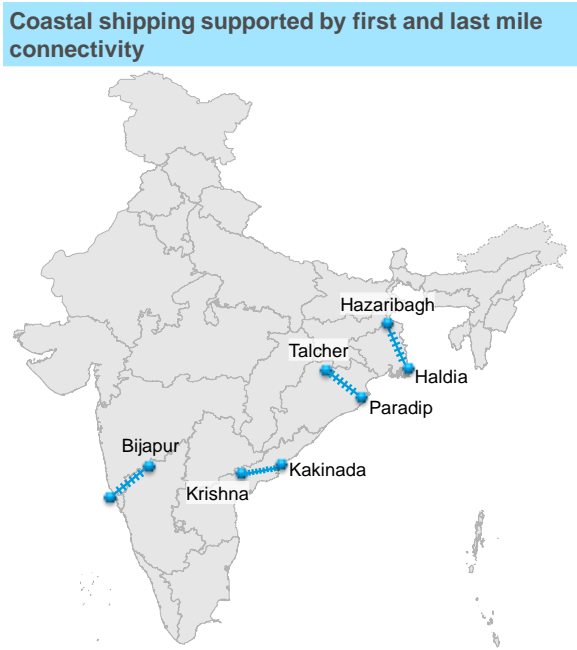 Coastal shipping supported by first and last mile
connectivity
Hazaribagh
Talcher
Haldia
Paradip
Bijapur
Kakinada
Krishna